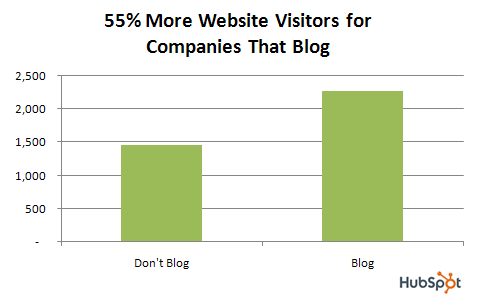 55% More Website Visitors for
Companies That Blog
2,500
2,000
1,500
1,000
500
-
Don't Blog Blog
HubSpot